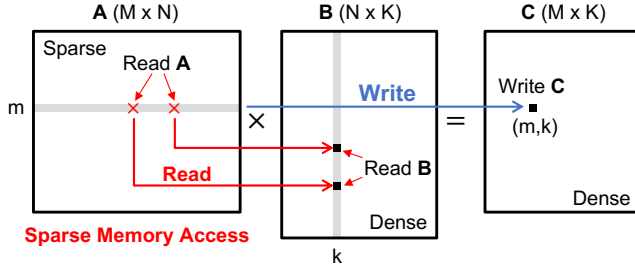 A (M x N)
B (N x K)
C (M x K)
Sparse
Read A
m
×
Write
=
Write C
(m,k)
Read
Read B
Dense
Dense
Sparse Memory Access
k